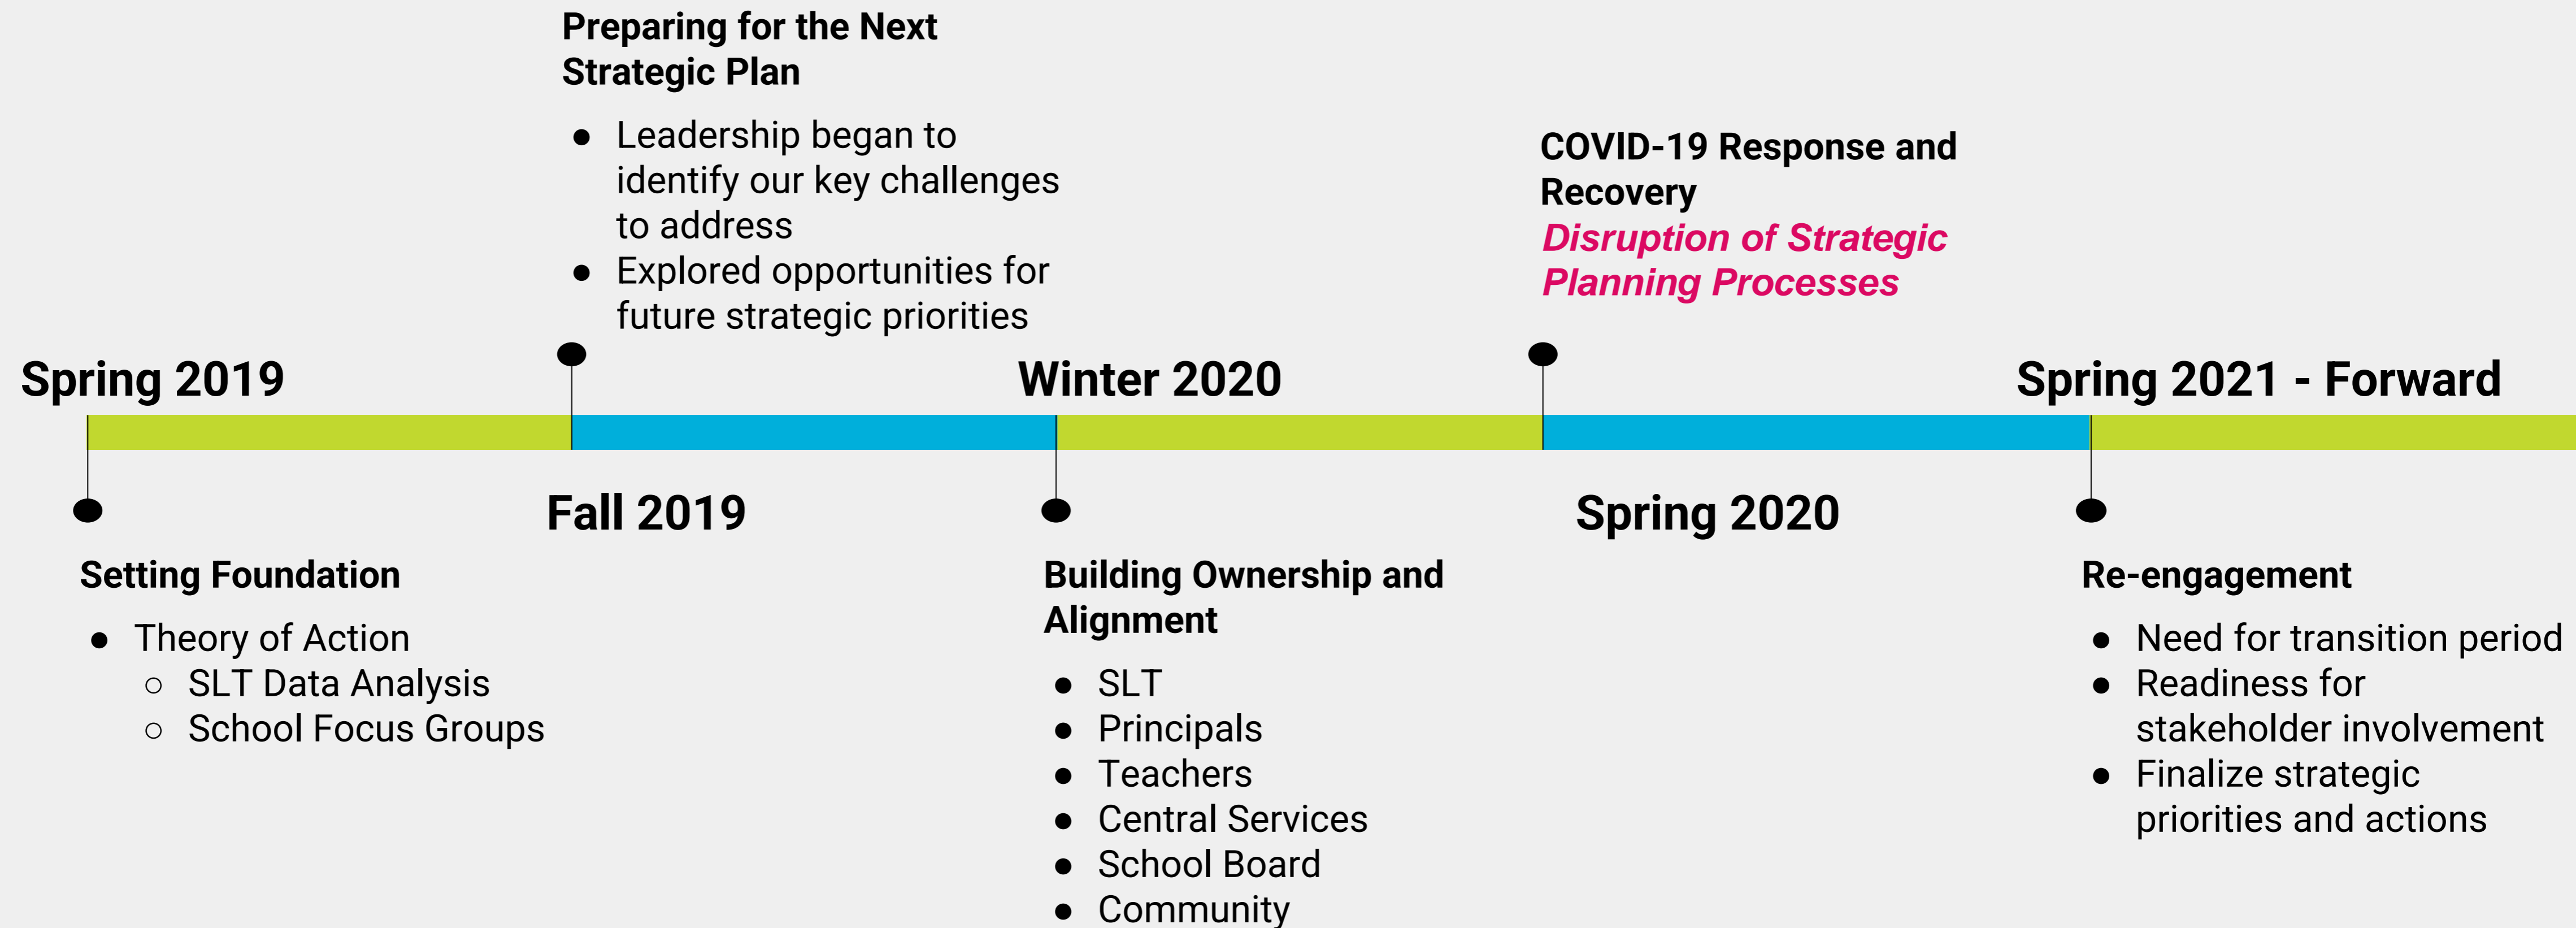 Spring 2019
Setting Foundation
● Theory of Action
○ SLT Data Analysis
○ School Focus Groups
Preparing for the Next
Strategic Plan
● Leadership began to
identify our key challenges
to address
● Explored opportunities for
future strategic priorities
Fall 2019
Winter 2020
Building Ownership and
Alignment
● SLT
● Principals
● Teachers
● Central Services
● School Board
● Community
COVID-19 Response and
Recovery
Disruption of Strategic
Planning Processes
Spring 2020
Spring 2021 - Forward
Re-engagement
● Need for transition period
● Readiness for
stakeholder involvement
● Finalize strategic
priorities and actions